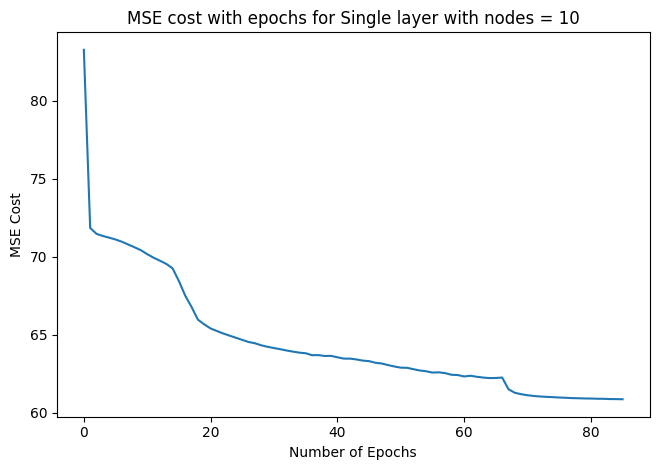 MSE cost with epochs for Single layer with nodes = 10
80
75
70
65
60
MSE Cost
0 20 40 60 80
Number of Epochs